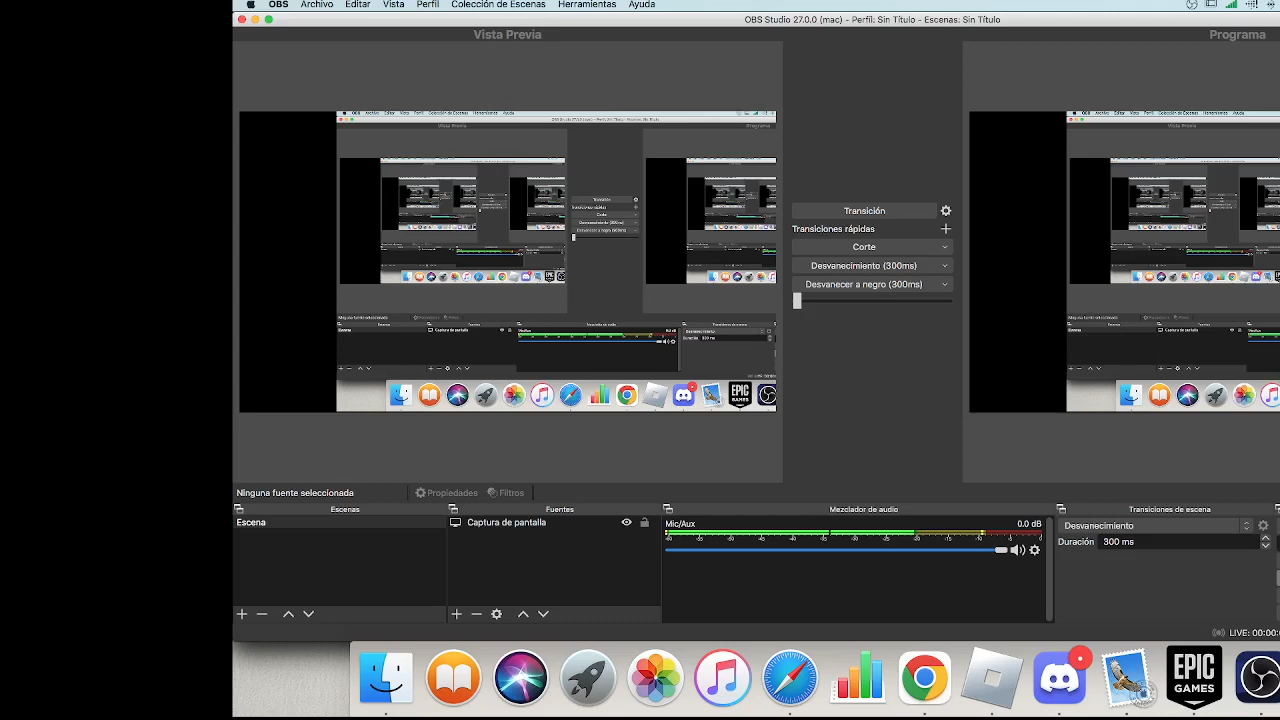 OBS Archivo Editar Vista Perfil Colección de Escenas Herramientas Ayuda
OBS Studio 27.0.0 (mac) - Perfil: Sin Título - Escenas: Sin Título
Vista Previa
Programa
Transición
Transiciones rápidas
Corte
Desvanecimiento (300ms)
Desvanecer a negro (300ms)
Ninguna fuente seleccionada
Propiedades
Filtros
Escenas
Fuentes
Mezclador de audio
Transiciones de escena
Escena
Captura de pantalla
Mic/Aux
0.0 dB
Desvanecimiento
Duración 300 ms
LIVE: 00:00:
EPIC
GAMES